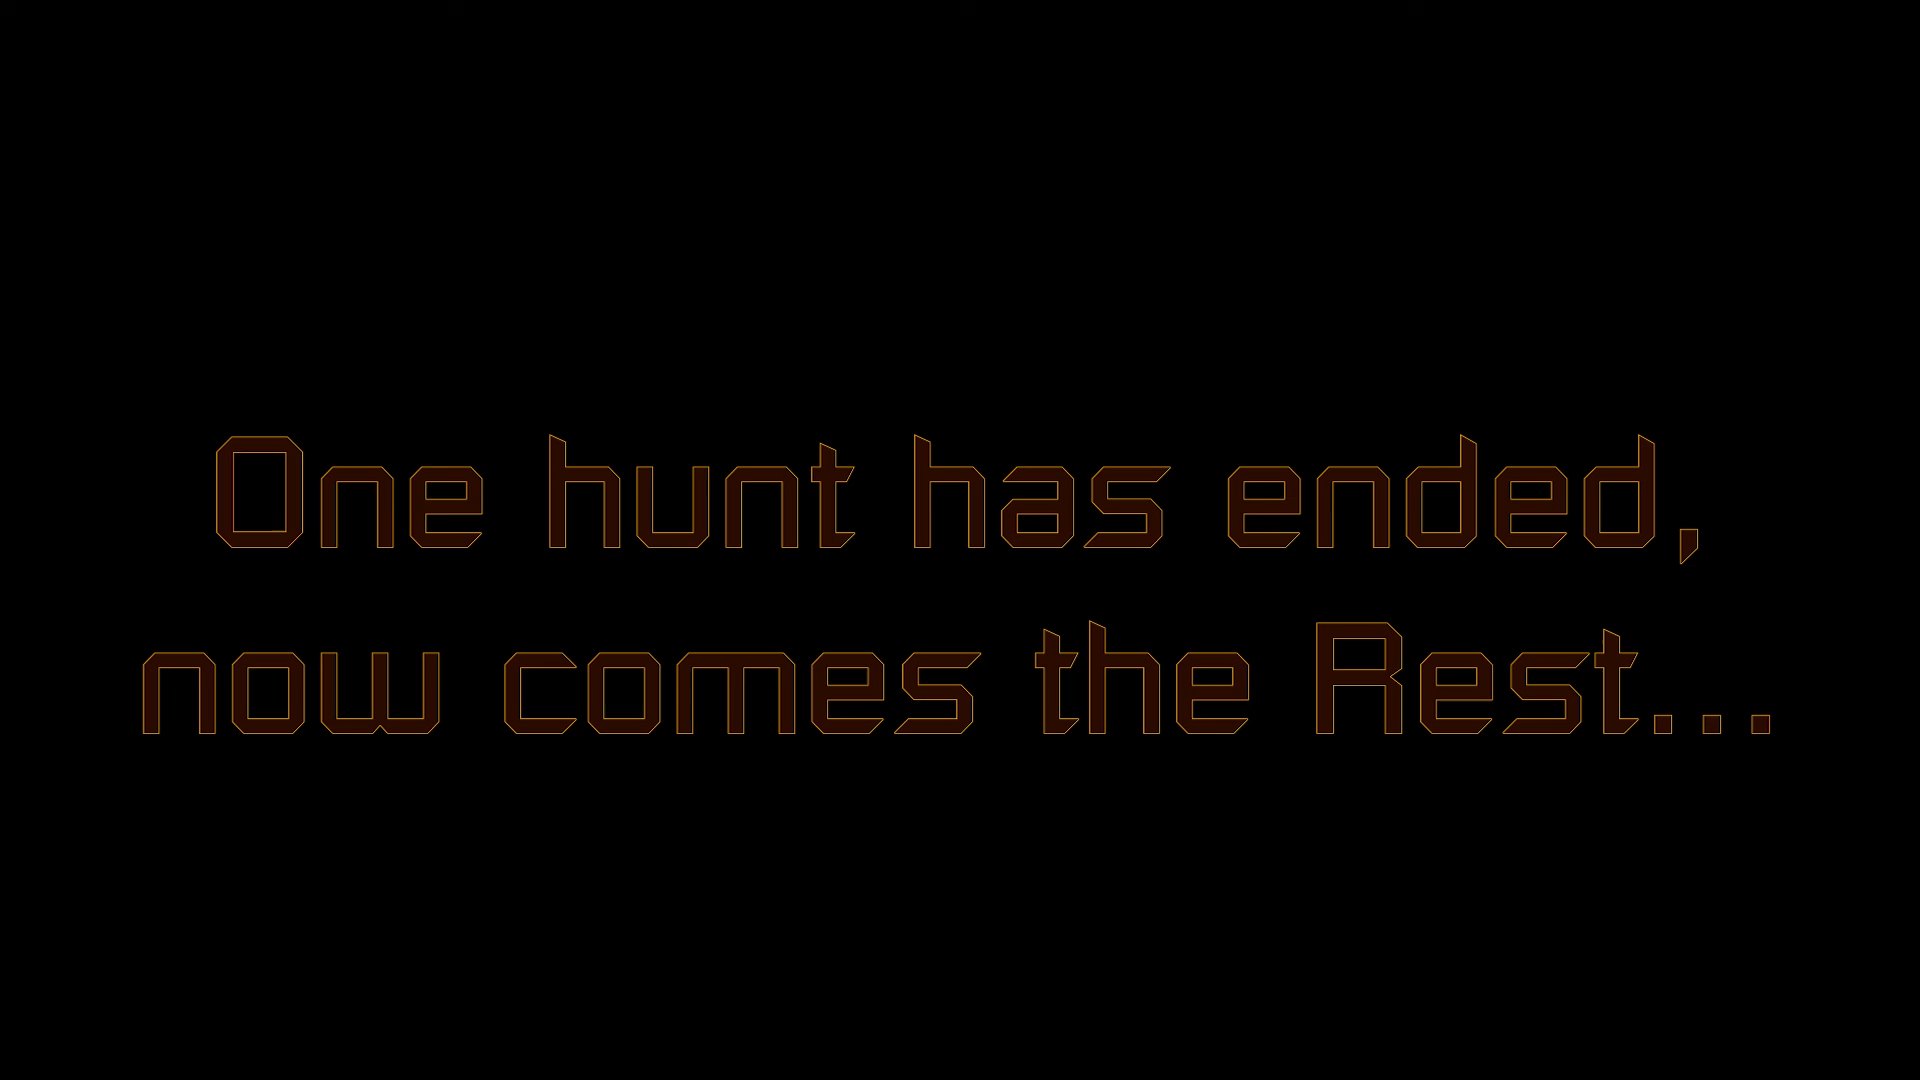 One hunt has ended,
now comes the Rest...